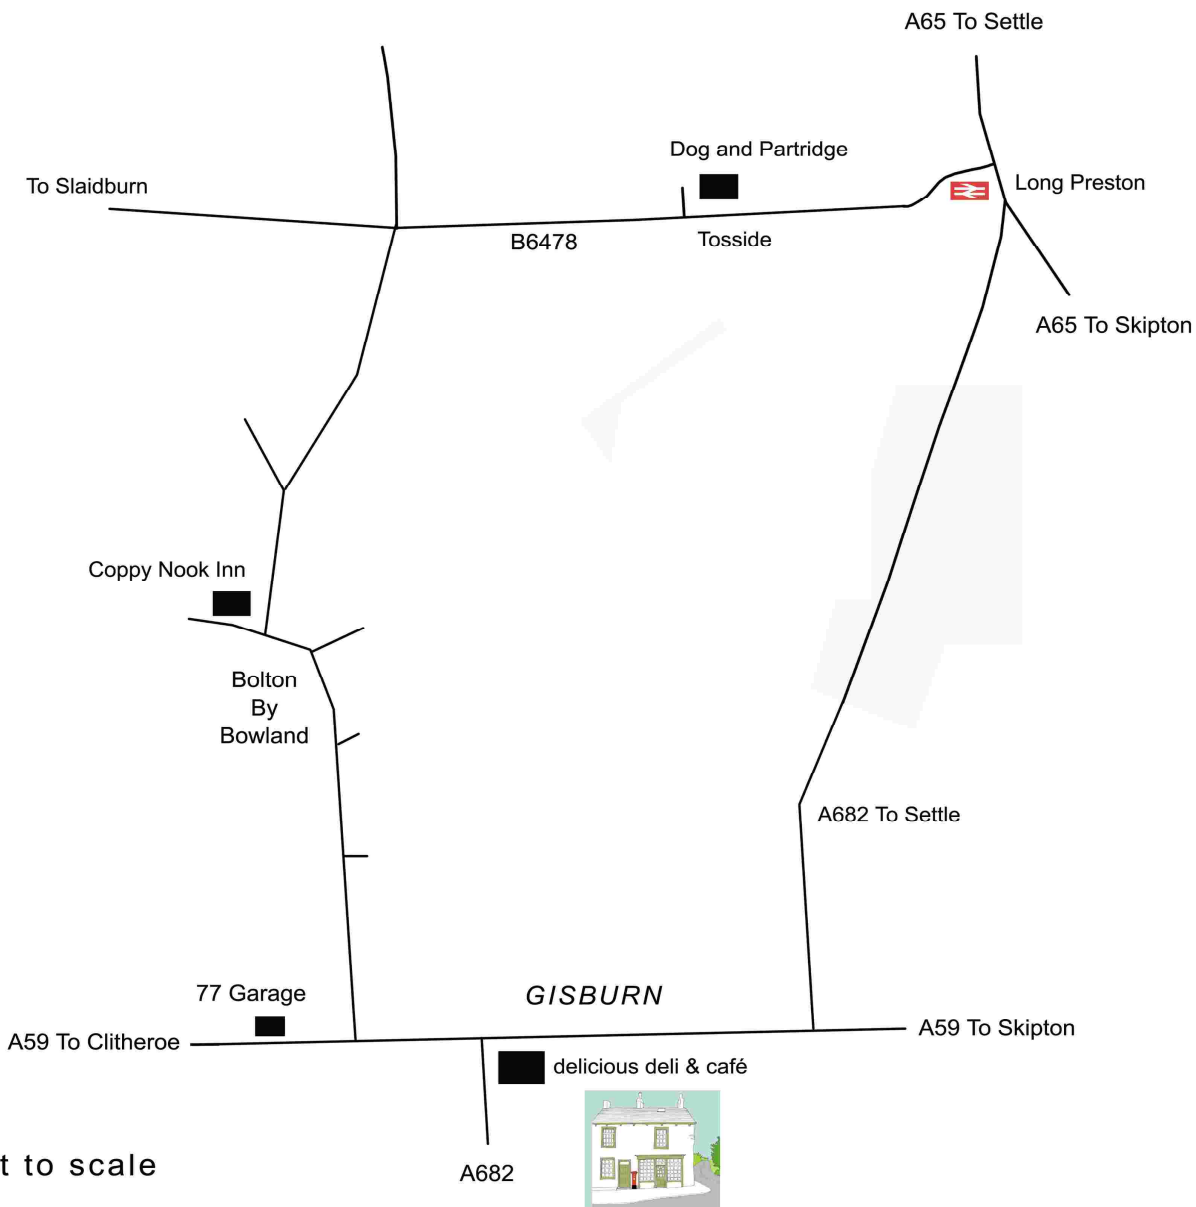 A65 To Settle
Dog and Partridge
To Slaidburn
Long Preston
B6478
Tosside
A65 To Skipton
Coppy Nook Inn
Bolton
By
Bowland
A682 To Settle
77 Garage
GISBURN
A59 To Clitheroe
A59 To Skipton
delicious deli & café
t to scale
A682